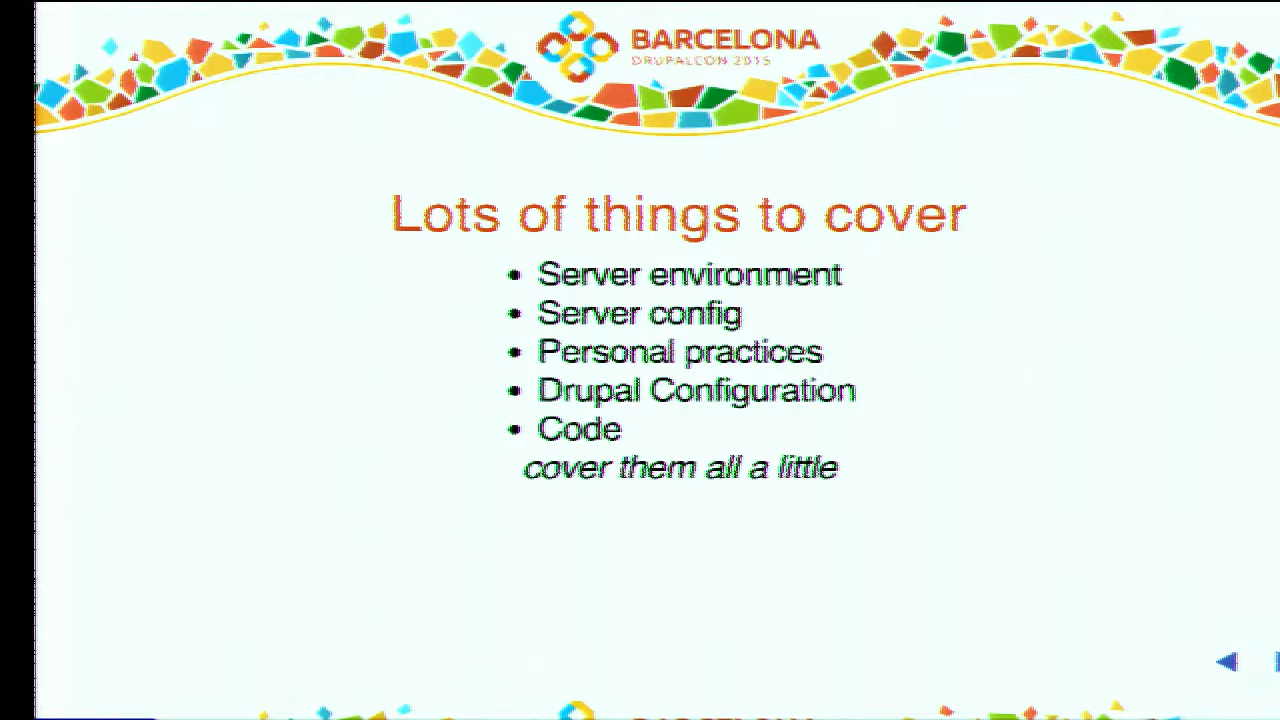 BARCELONA
DRUPALCON 2015
Lots of things to cover
• Server environment
• Server config
• Personal practices
• Drupal Configuration
• Code
cover them all a little